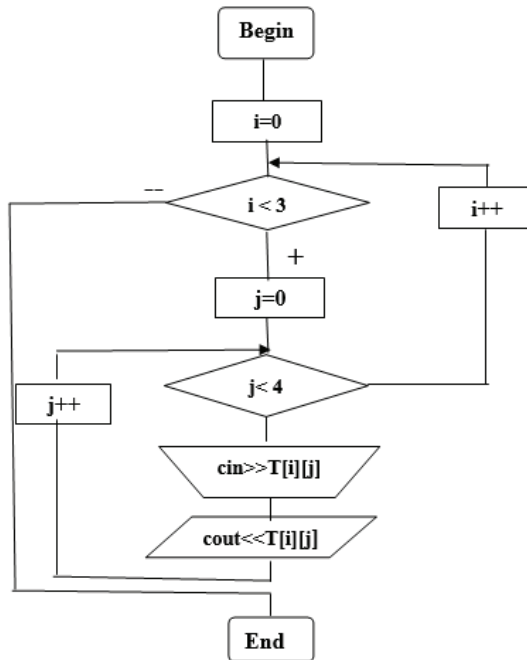 Begin
i=0
--
i < 3
i++
+
j=0
j< 4
j++
cin>>T[i][j]
cout<<T[i][j]
End